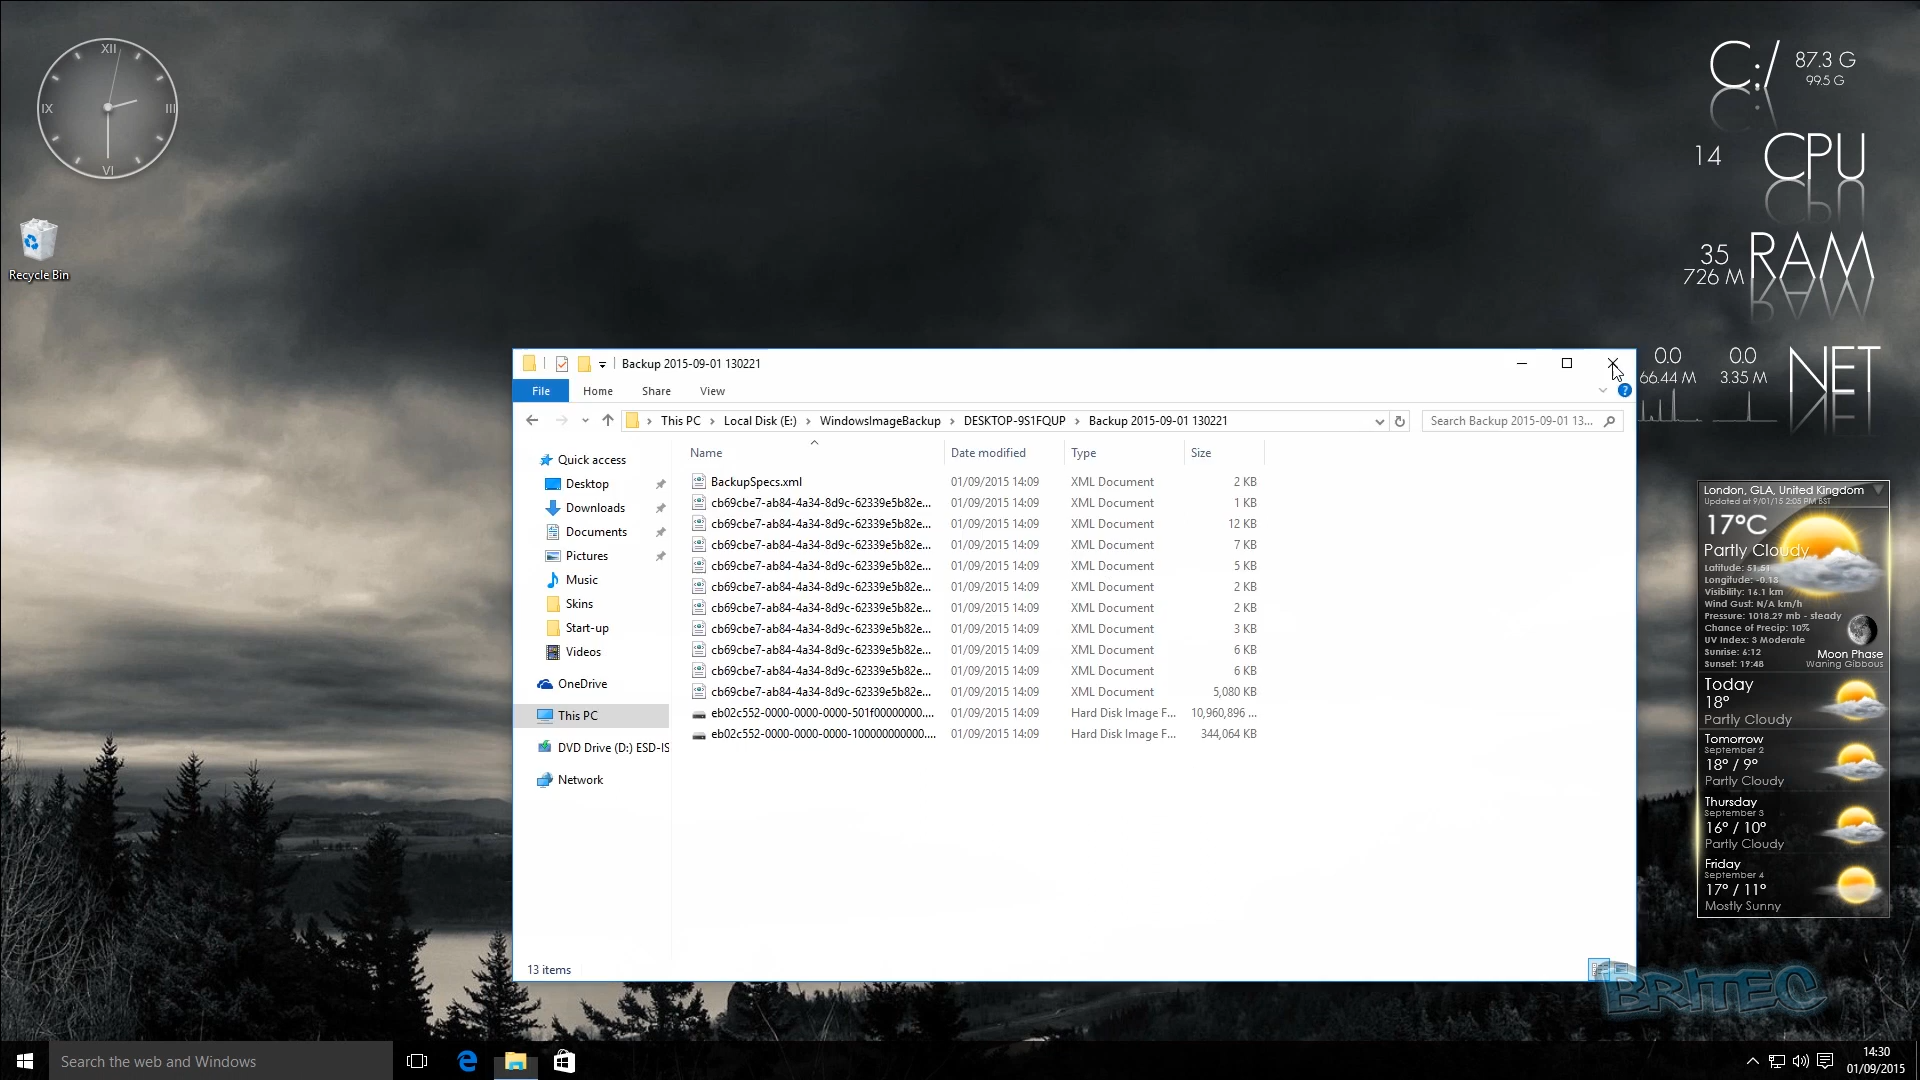 XII
III
VI
IX
Recycle Bin
C:/
87.3 G
99.5 G
14
CPU
35
726 M
RAM
0.0
66.44 M
0.0
3.35 M
NET
Backup 2015-09-01 130221
File
Home
Share
View
This PC
Local Disk (E:)
WindowsImageBackup
DESKTOP-9S1FQUP
Backup 2015-09-01 130221
Search Backup 2015-09-01 13...
Quick access
Desktop
Downloads
Documents
Pictures
Music
Skins
Start-up
Videos
OneDrive
This PC
DVD Drive (D:) ESD-IS
Network
Name Date modified Type Size
BackupSpecs.xml 01/09/2015 14:09 XML Document 2 KB
cb69cbe7-ab84-4a34-8d9c-62339e5b82e... 01/09/2015 14:09 XML Document 1 KB
cb69cbe7-ab84-4a34-8d9c-62339e5b82e... 01/09/2015 14:09 XML Document 12 KB
cb69cbe7-ab84-4a34-8d9c-62339e5b82e... 01/09/2015 14:09 XML Document 7 KB
cb69cbe7-ab84-4a34-8d9c-62339e5b82e... 01/09/2015 14:09 XML Document 5 KB
cb69cbe7-ab84-4a34-8d9c-62339e5b82e... 01/09/2015 14:09 XML Document 2 KB
cb69cbe7-ab84-4a34-8d9c-62339e5b82e... 01/09/2015 14:09 XML Document 2 KB
cb69cbe7-ab84-4a34-8d9c-62339e5b82e... 01/09/2015 14:09 XML Document 3 KB
cb69cbe7-ab84-4a34-8d9c-62339e5b82e... 01/09/2015 14:09 XML Document 6 KB
cb69cbe7-ab84-4a34-8d9c-62339e5b82e... 01/09/2015 14:09 XML Document 6 KB
cb69cbe7-ab84-4a34-8d9c-62339e5b82e... 01/09/2015 14:09 XML Document 5,080 KB
eb02c552-0000-0000-0000-501f00000000.... 01/09/2015 14:09 Hard Disk Image F... 10,960,896 ...
eb02c552-0000-0000-0000-100000000000.... 01/09/2015 14:09 Hard Disk Image F... 344,064 KB
13 items
London, GLA, United Kingdom
Updated at 9/01/15 2:05 PM BST
17°C
Partly Cloudy
Latitude: 51.51
Longitude: -0.13
Visibility: 16.1 km
Wind Gust: N/A km/h
Pressure: 1018.29 mb - steady
Chance of Precip: 10%
UV Index: 3 Moderate
Sunrise: 6:12
Sunset: 19:48
Moon Phase
Waning Gibbous
Today
18°
Partly Cloudy
Tomorrow
September 2
18° / 9°
Partly Cloudy
Thursday
September 3
16° / 10°
Partly Cloudy
Friday
September 4
17° / 11°
Mostly Sunny
BRITEC
Search the web and Windows
14:30
01/09/2015